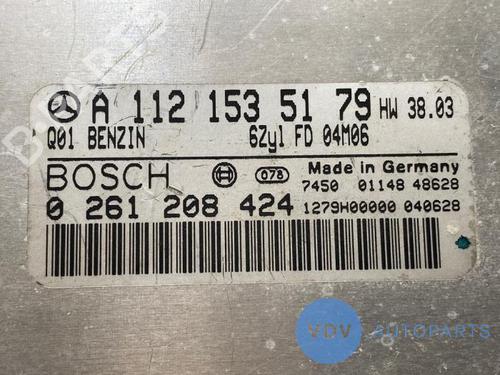 A 112 153 51 79 HW 38.03
Q01 BENZIN 6Zyl FD 04M06
BOSCH 078 Made in Germany
7450 01148 48628
0 261 208 424 1279H00000 040628
VDV AUTOPARTS